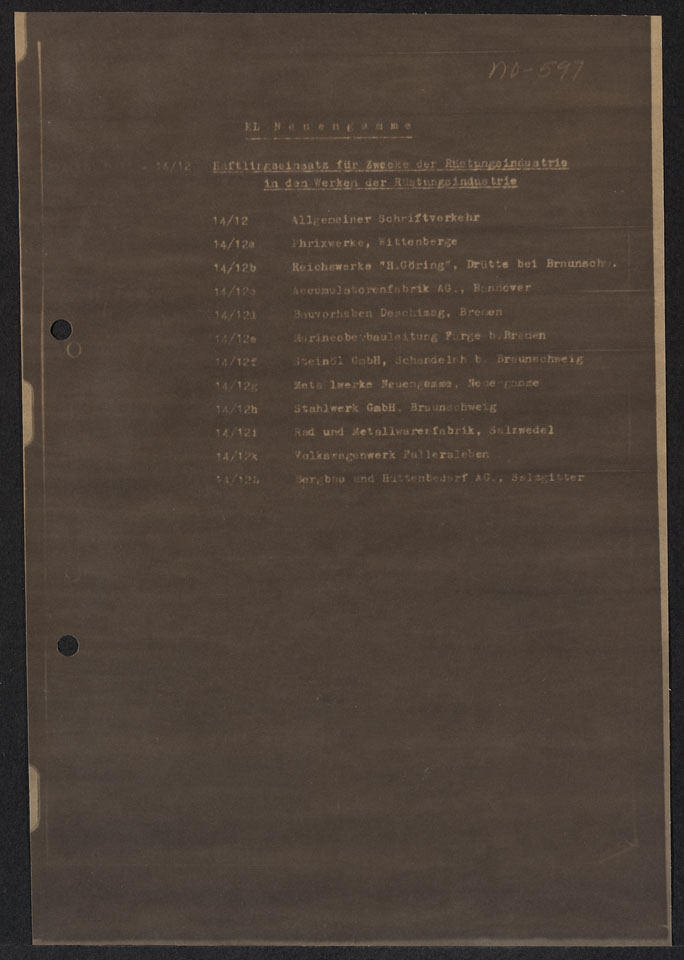 NO-597
KL Neuengamme
14/12 Häftlingseinsatz für Zwecke der Rüstungsindustrie
in den Werken der Rüstungsindustrie
14/12 Allgemeiner Schriftverkehr
14/12a Phrixwerke, Wittenberge
14/12b Reichswerke "H.Göring", Drütte bei Braunschw.
14/12c Accumulatorenfabrik AG., Hannover
14/12d Bauvorhaben Deschimag, Bremen
14/12e Marineoberbauleitung Farge b.Bremen
14/12f Steinöl GmbH, Schandelah b. Braunschweig
14/12g Metallwerke Neuengamme, Neuengamme
14/12h Stahlwerk GmbH. Braunschweig
14/12i Rad und Metallwarenfabrik, Salzwedel
14/12k Volkswagenwerk Fallersleben
14/12l Bergbau und Hüttenbedarf AG., Salzgitter